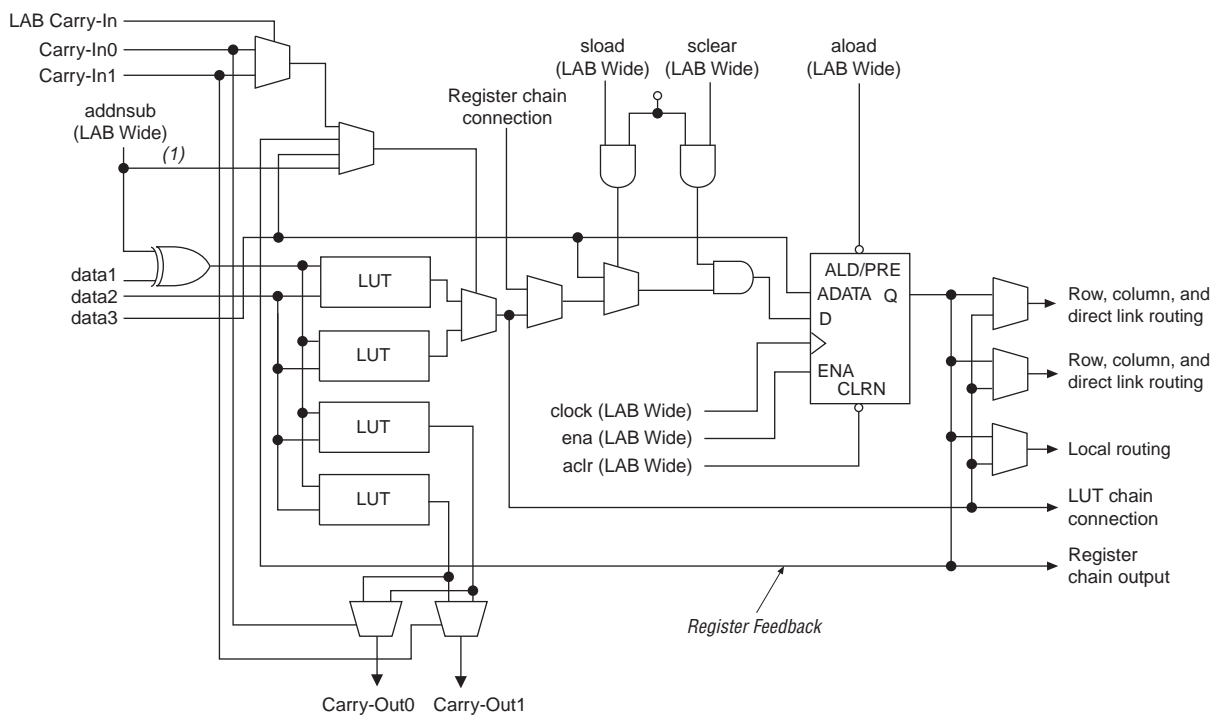 LAB Carry-In
Carry-In0
Carry-In1
addnsub
(LAB Wide)
(1)
Register chain
connection
sload
(LAB Wide)
sclear
(LAB Wide)
aload
(LAB Wide)
data1
data2
data3
LUT
LUT
LUT
LUT
ALD/PRE
ADATA
Q
D
ENA
CLRN
clock (LAB Wide)
ena (LAB Wide)
aclr (LAB Wide)
Row, column, and
direct link routing
Row, column, and
direct link routing
Local routing
LUT chain
connection
Register
chain output
Register Feedback
Carry-Out0
Carry-Out1